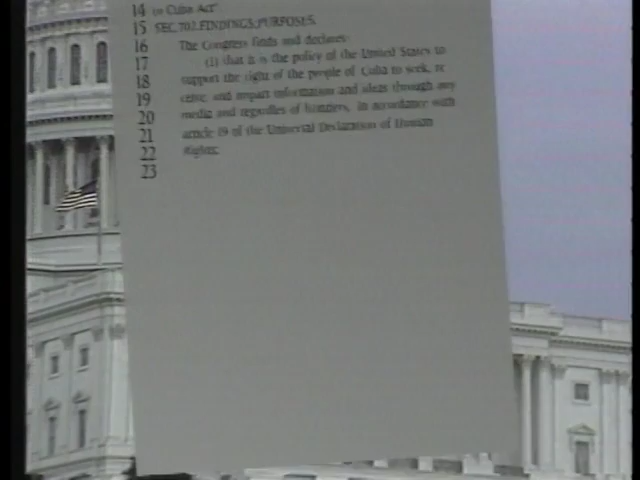 14 to Cuba Act"
15 SEC. 702. FINDINGS; PURPOSES.
16 The Congress finds and declares
17 (1) that it is the policy of the United States to
18 support the right of the people of Cuba to seek, re
19 ceive, and impart information and ideas through any
20 media and regardless of frontiers, in accordance with
21 article 19 of the Universal Declaration of Human
22 Rights;
23